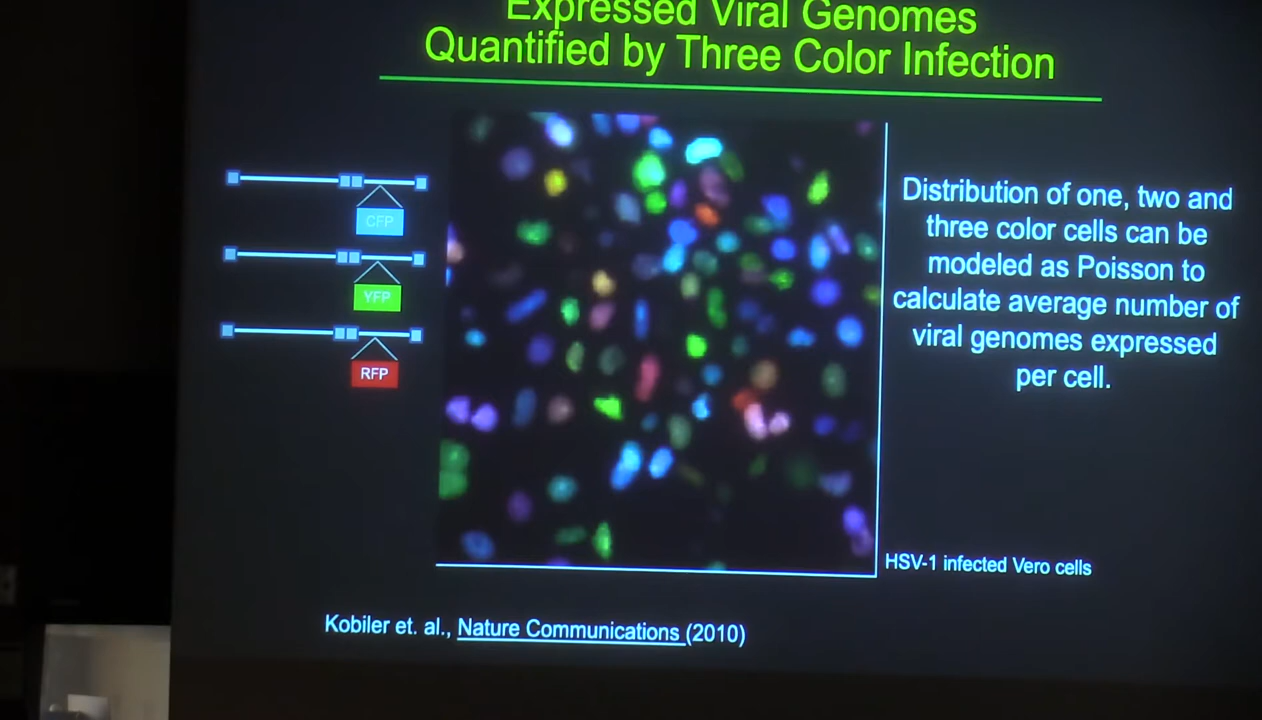 Expressed Viral Genomes
Quantified by Three Color Infection
CFP
YFP
RFP
Distribution of one, two and
three color cells can be
modeled as Poisson to
calculate average number of
viral genomes expressed
per cell.
HSV-1 infected Vero cells
Kobiler et. al., Nature Communications (2010)